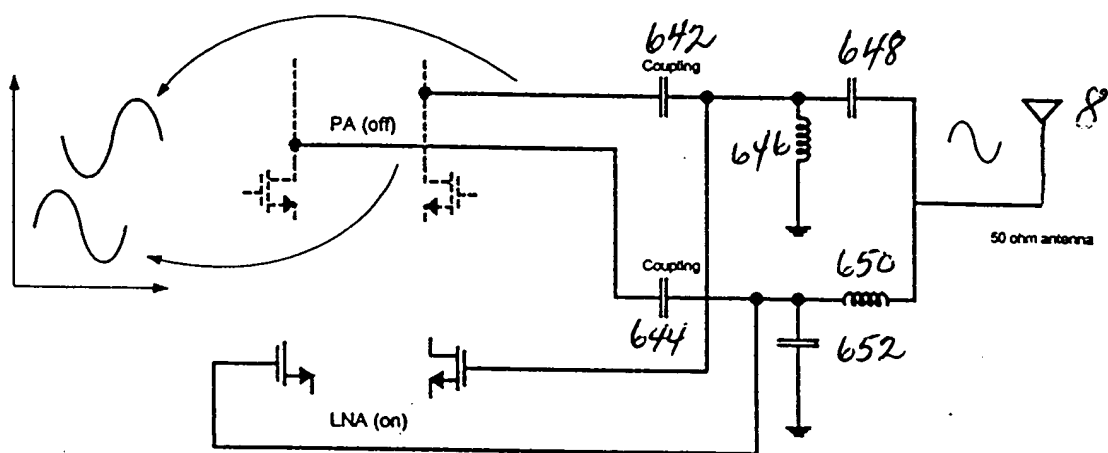 642
Coupling
648
8
PA (off)
646
50 ohm antenna
Coupling
650
644
652
LNA (on)